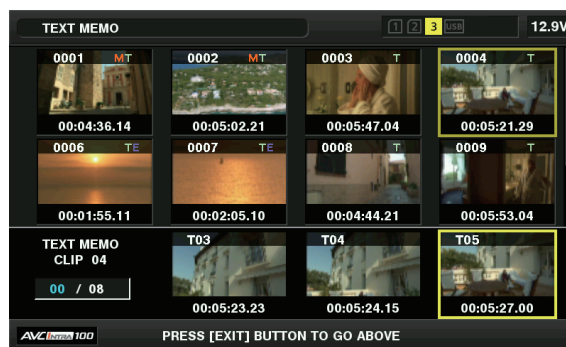 TEXT MEMO
1 2 3 USB
12.9V
0001 MT
0002 MT
0003 T
0004 T
00:04:36.14
00:05:02.21
00:05:47.04
00:05:21.29
0006 TE
0007 TE
0008 T
0009 T
00:01:55.11
00:02:05.10
00:04:44.21
00:05:53.04
TEXT MEMO
CLIP 04
00 / 08
T03
T04
T05
00:05:23.23
00:05:24.15
00:05:27.00
AVC INTRA 100
PRESS [EXIT] BUTTON TO GO ABOVE